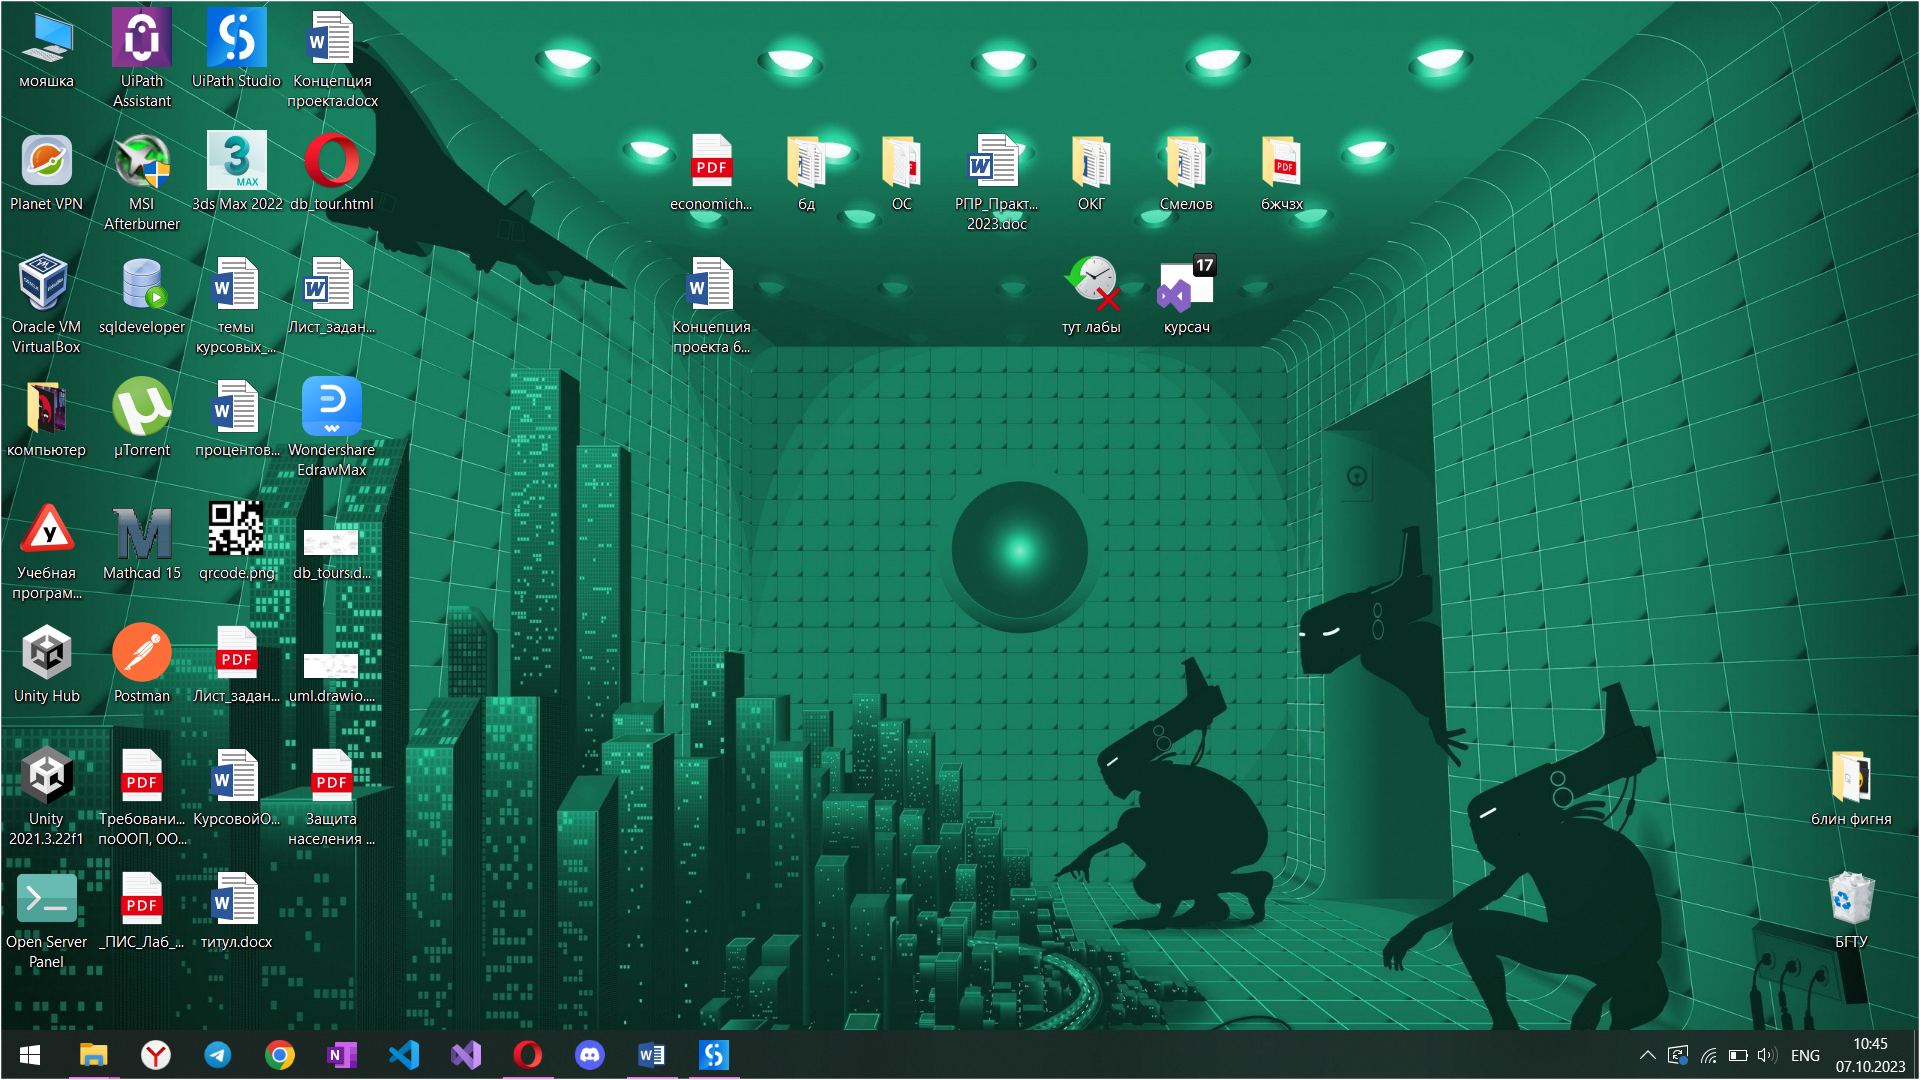 мояшка
UiPath
Assistant
UiPath Studio
Концепция
проекта.docx
Planet VPN
MSI
Afterburner
3ds Max 2022
db_tour.html
economich...
бд
ОС
РПР_Практ...
2023.doc
ОКГ
Смелов
бжчзх
Oracle VM
VirtualBox
sqldeveloper
темы
курсовых_...
Лист_задан...
Концепция
проекта 6...
тут лабы
17
курсач
компьютер
µTorrent
процентов...
Wondershare
EdrawMax
Учебная
програм...
Mathcad 15
qrcode.png
db_tours.d...
Unity Hub
Postman
PDF
Лист_задан...
uml.drawio....
Unity
2021.3.22f1
PDF
Требовани...
поООП, ОО...
КурсовойО...
PDF
Защита
населения ...
блин фигня
Open Server
Panel
PDF
_ПИС_Лаб_...
титул.docx
БГТУ
ENG
10:45
07.10.2023